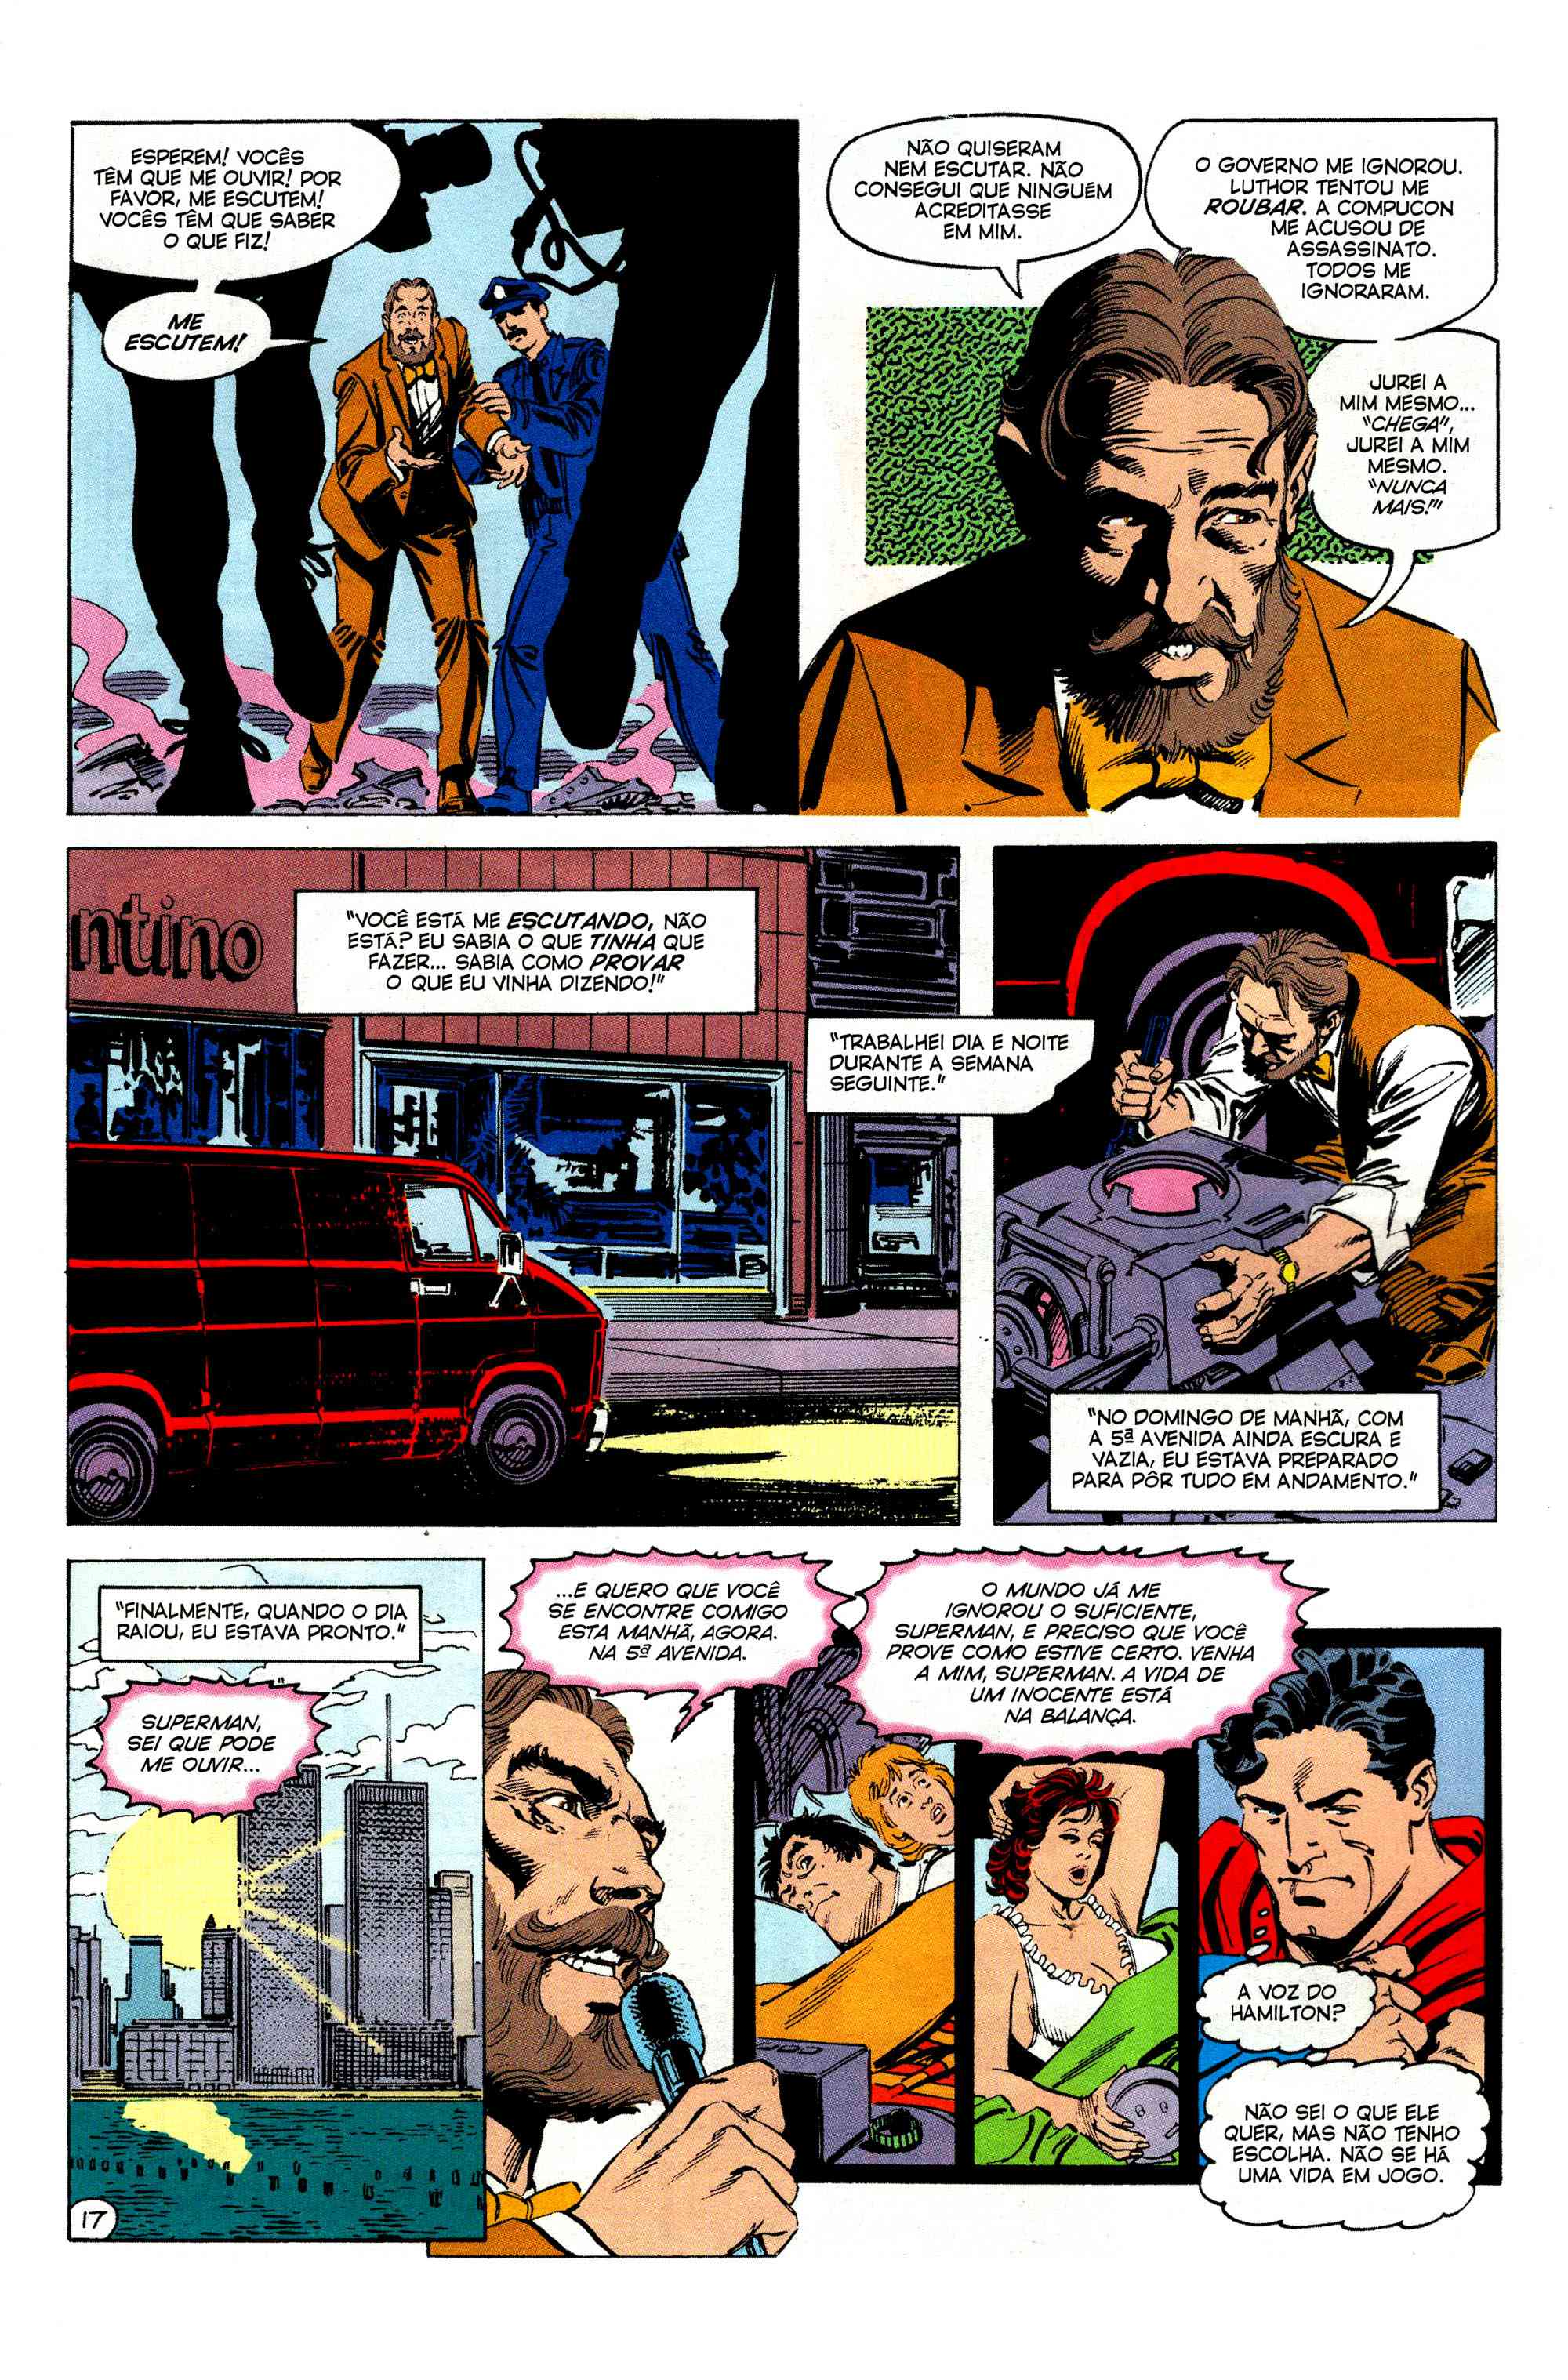 ESPEREM! VOCÊS
TÊM QUE ME OUVIR! POR
FAVOR, ME ESCUTEM!
VOCÊS TÊM QUE SABER
O QUE FIZ!
ME
ESCUTEM!
NÃO QUISERAM
NEM ESCUTAR. NÃO
CONSEGUI QUE NINGUÉM
ACREDITASSE
EM MIM.
O GOVERNO ME IGNOROU.
LUTHOR TENTOU ME
ROUBAR. A COMPUCON
ME ACUSOU DE
ASSASSINATO.
TODOS ME
IGNORARAM.
JUREI A
MIM MESMO...
"CHEGA",
JUREI A MIM
MESMO.
"NUNCA
MAIS!"
ntino
"VOCÊ ESTÁ ME ESCUTANDO, NÃO
ESTÁ? EU SABIA O QUE TINHA QUE
FAZER... SABIA COMO PROVAR
O QUE EU VINHA DIZENDO!"
"TRABALHEI DIA E NOITE
DURANTE A SEMANA
SEGUINTE."
"NO DOMINGO DE MANHÃ, COM
A 5ª AVENIDA AINDA ESCURA E
VAZIA, EU ESTAVA PREPARADO
PARA PÔR TUDO EM ANDAMENTO."
"FINALMENTE, QUANDO O DIA
RAIOU, EU ESTAVA PRONTO."
SUPERMAN,
SEI QUE PODE
ME OUVIR...
...E QUERO QUE VOCÊ
SE ENCONTRE COMIGO
ESTA MANHÃ, AGORA.
NA 5ª AVENIDA.
O MUNDO JÁ ME
IGNOROU O SUFICIENTE,
SUPERMAN, E PRECISO QUE VOCÊ
PROVE COMO ESTIVE CERTO. VENHA
A MIM, SUPERMAN. A VIDA DE
UM INOCENTE ESTÁ
NA BALANÇA.
A VOZ DO
HAMILTON?
NÃO SEI O QUE ELE
QUER, MAS NÃO TENHO
ESCOLHA. NÃO SE HÁ
UMA VIDA EM JOGO.
17